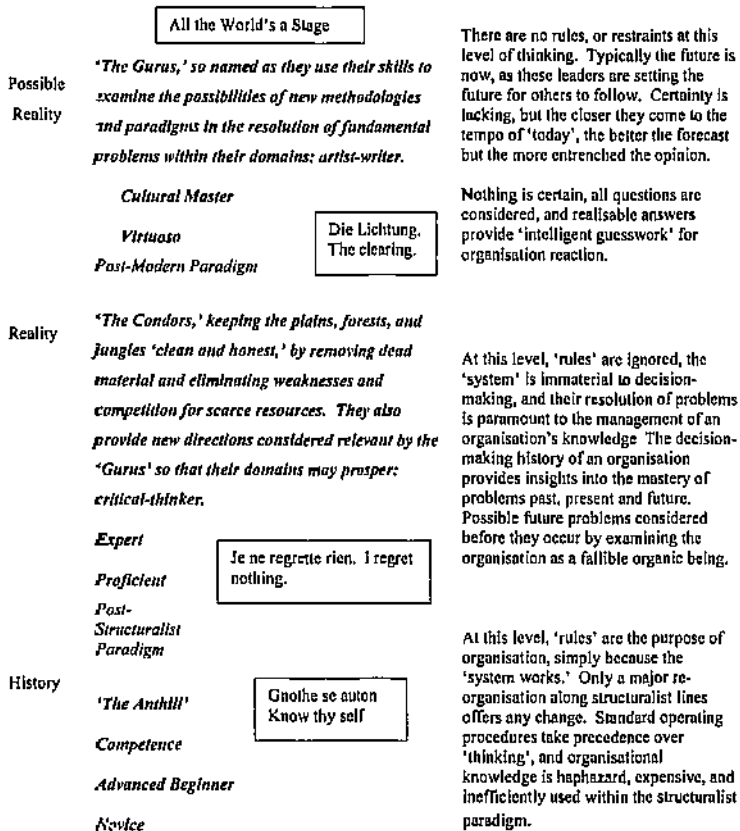 All the World's a Stage
Possible
Reality
'The Gurus,' so named as they use their skills to
examine the possibilities of new methodologies
and paradigms in the resolution of fundamental
problems within their domains: artist-writer.
Cultural Master
Virtuoso
Post-Modern Paradigm
Die Lichtung.
The clearing.
There are no rules, or restraints at this
level of thinking. Typically the future is
now, as these leaders are setting the
future for others to follow. Certainty is
lacking, but the closer they come to the
tempo of 'today', the better the forecast
but the more entrenched the opinion.
Nothing is certain, all questions are
considered, and realisable answers
provide 'intelligent guesswork' for
organisation reaction.
Reality
'The Condors,' keeping the plains, forests, and
jungles 'clean and honest,' by removing dead
material and eliminating weaknesses and
competition for scarce resources. They also
provide new directions considered relevant by the
'Gurus' so that their domains may prosper:
critical-thinker.
Expert
Proficient
Post-
Structuralist
Paradigm
Je ne regrette rien. I regret
nothing.
At this level, 'rules' are ignored, the
'system' is immaterial to decision-
making, and their resolution of problems
is paramount to the management of an
organisation's knowledge The decision-
making history of an organisation
provides insights into the mastery of
problems past, present and future.
Possible future problems considered
before they occur by examining the
organisation as a fallible organic being.
History
'The Anthill'
Competence
Advanced Beginner
Novice
Gnothe se auton
Know thy self
At this level, 'rules' are the purpose of
organisation, simply because the
'system works.' Only a major re-
organisation along structuralist lines
offers any change. Standard operating
procedures take precedence over
'thinking', and organisational
knowledge is haphazard, expensive, and
inefficiently used within the structuralist
paradigm.